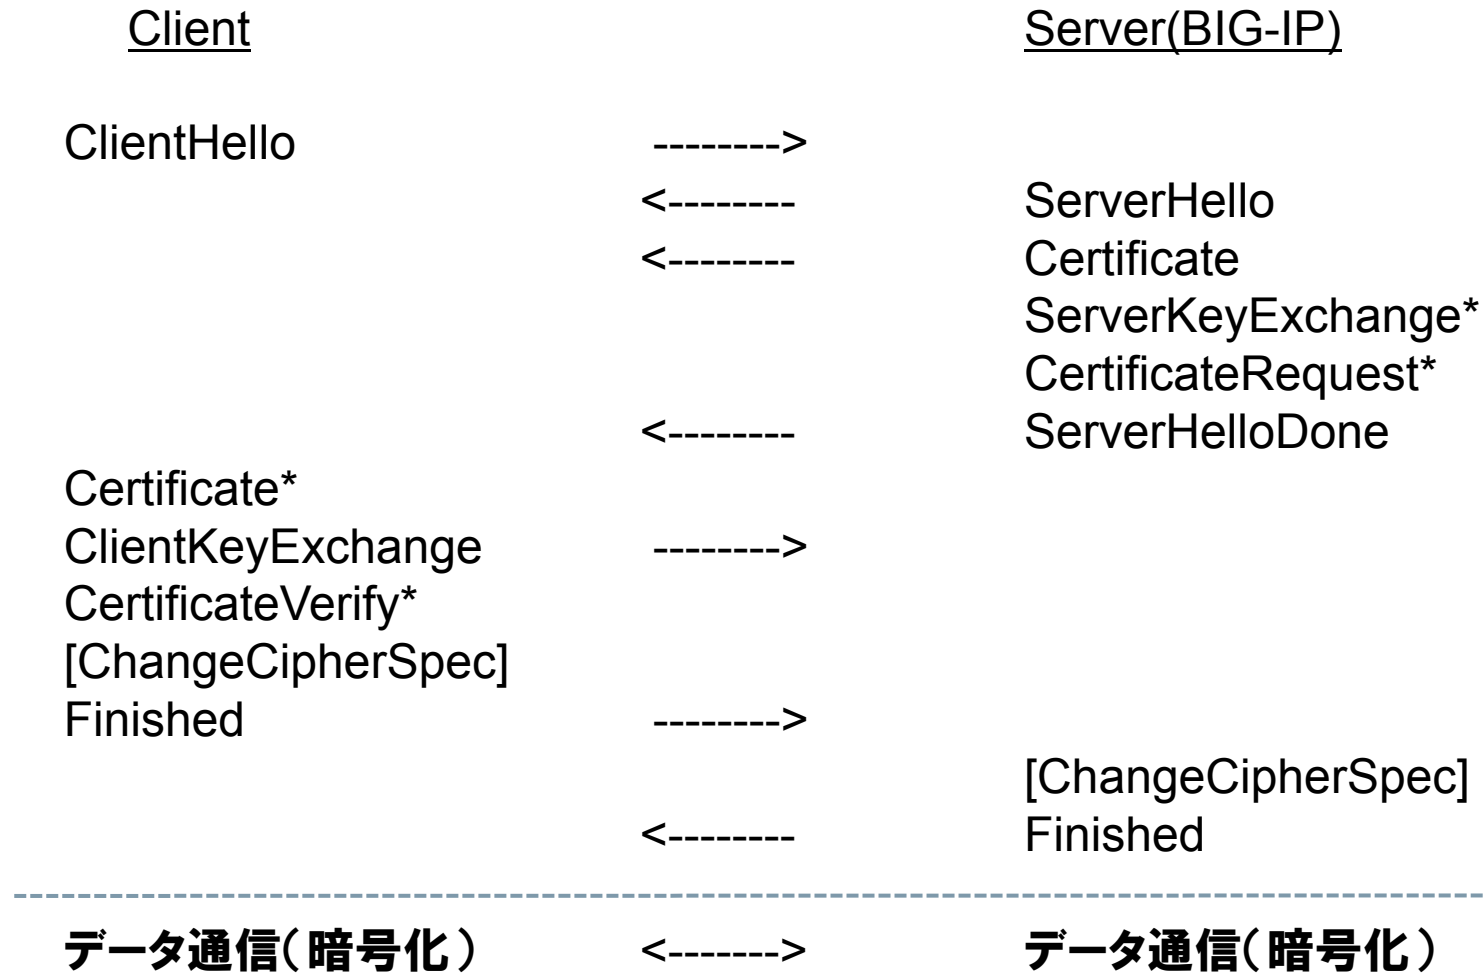 Client Server(BIG-IP)
ClientHello -------->
<-------- ServerHello
<-------- Certificate
ServerKeyExchange*
CertificateRequest*
<-------- ServerHelloDone
Certificate*
ClientKeyExchange -------->
CertificateVerify*
[ChangeCipherSpec]
Finished -------->
[ChangeCipherSpec]
<-------- Finished
データ通信(暗号化) <-------> データ通信(暗号化)